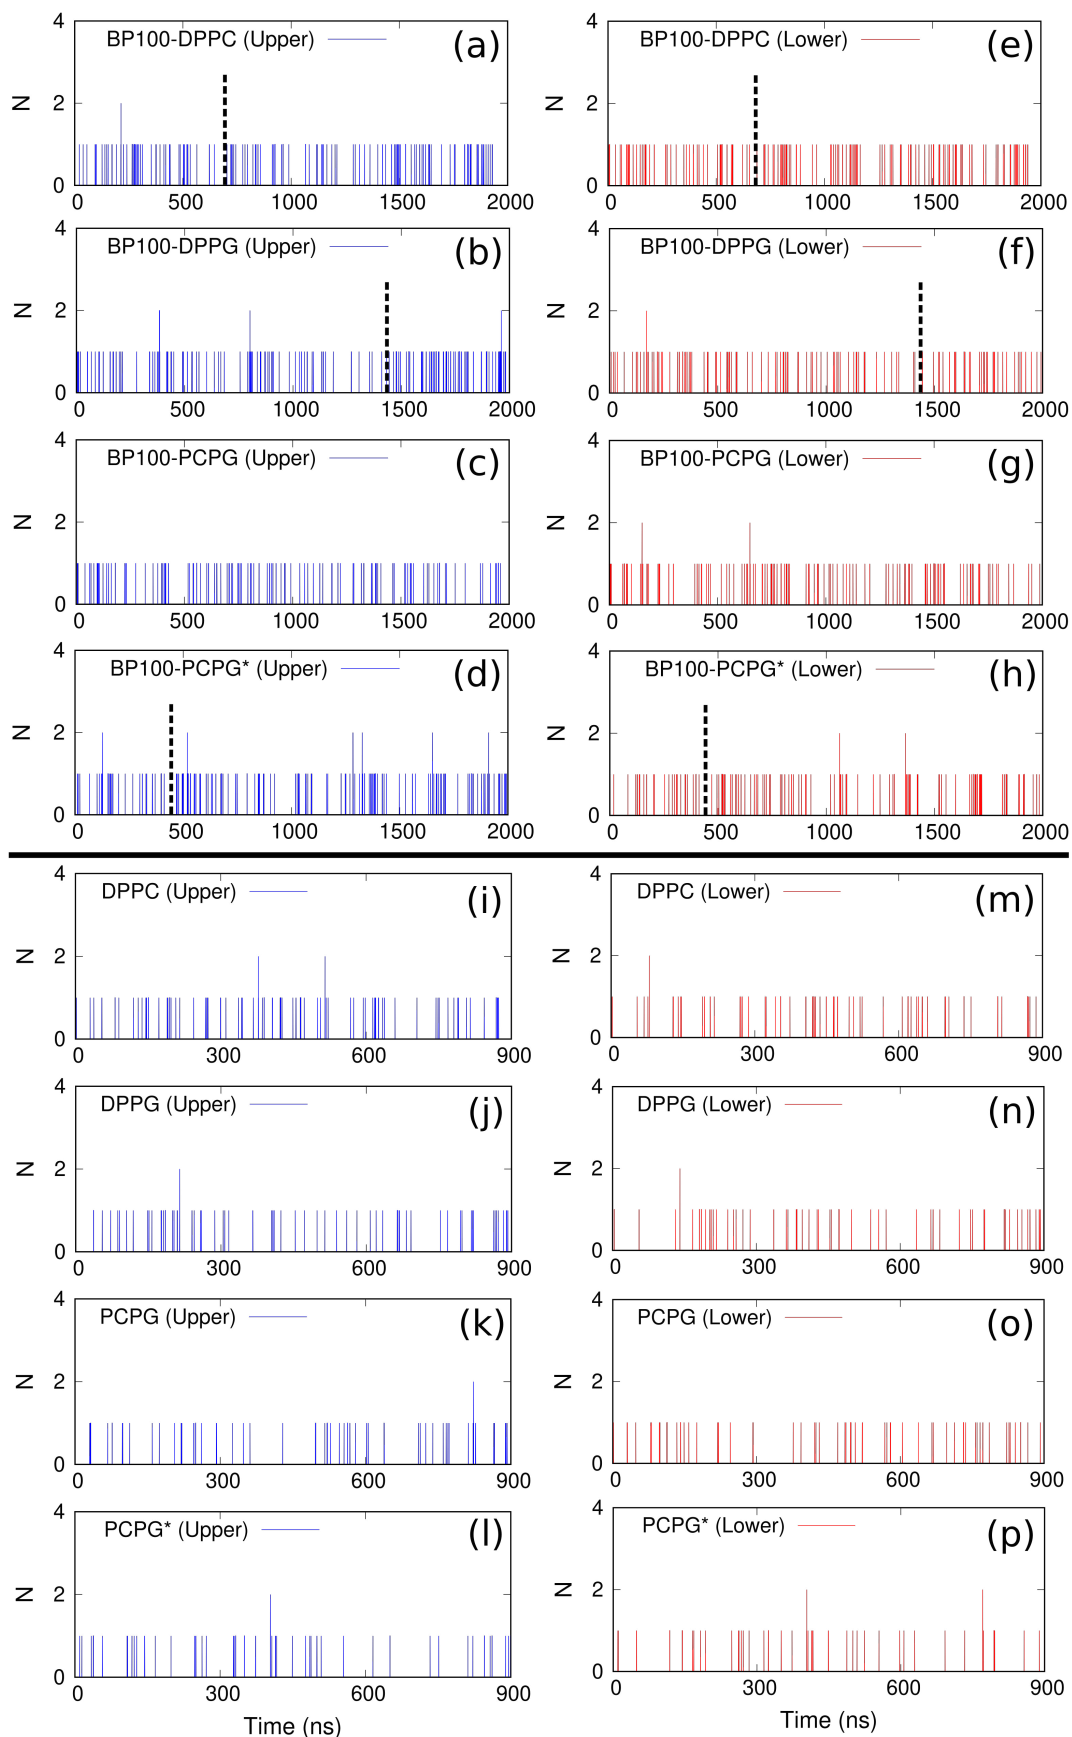 4 BP100-DPPC (Upper) (a)
N 2
0
0 500 1000 1500 2000
4 BP100-DPPC (Lower) (e)
N 2
0
0 500 1000 1500 2000
4 BP100-DPPG (Upper) (b)
N 2
0
0 500 1000 1500 2000
4 BP100-DPPG (Lower) (f)
N 2
0
0 500 1000 1500 2000
4 BP100-PCPG (Upper) (c)
N 2
0
0 500 1000 1500 2000
4 BP100-PCPG (Lower) (g)
N 2
0
0 500 1000 1500 2000
4 BP100-PCPG* (Upper) (d)
N 2
0
0 500 1000 1500 2000
4 BP100-PCPG* (Lower) (h)
N 2
0
0 500 1000 1500 2000
4 DPPC (Upper) (i)
N 2
0
0 300 600 900
4 DPPC (Lower) (m)
N 2
0
0 300 600 900
4 DPPG (Upper) (j)
N 2
0
0 300 600 900
4 DPPG (Lower) (n)
N 2
0
0 300 600 900
4 PCPG (Upper) (k)
N 2
0
0 300 600 900
4 PCPG (Lower) (o)
N 2
0
0 300 600 900
4 PCPG* (Upper) (l)
N 2
0
0 300 600 900
Time (ns)
4 PCPG* (Lower) (p)
N 2
0
0 300 600 900
Time (ns)